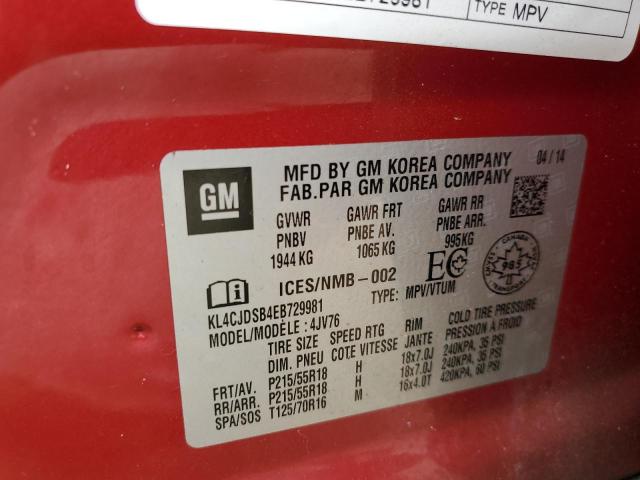 TYPE MPV
GM
MFD BY GM KOREA COMPANY 04/14
FAB.PAR GM KOREA COMPANY
GVWR GAWR FRT GAWR RR
PNBV PNBE AV. PNBE ARR.
1944 KG 1065 KG 995KG
ICES/NMB-002 EC
KL4CJDSB4EB729981 TYPE: MPV/VTUM
MODEL/MODÈLE: 4JV76
TIRE SIZE SPEED RTG RIM COLD TIRE PRESSURE
DIM. PNEU COTE VITESSE JANTE PRESSION A FROID
FRT/AV. P215/55R18 H 18x7.0J 240KPA, 35 PSI
RR/ARR. P215/55R18 H 18x7.0J 240KPA, 35 PSI
SPA/SOS T125/70R16 M 16x4.0T 420KPA, 60 PSI
CANADA